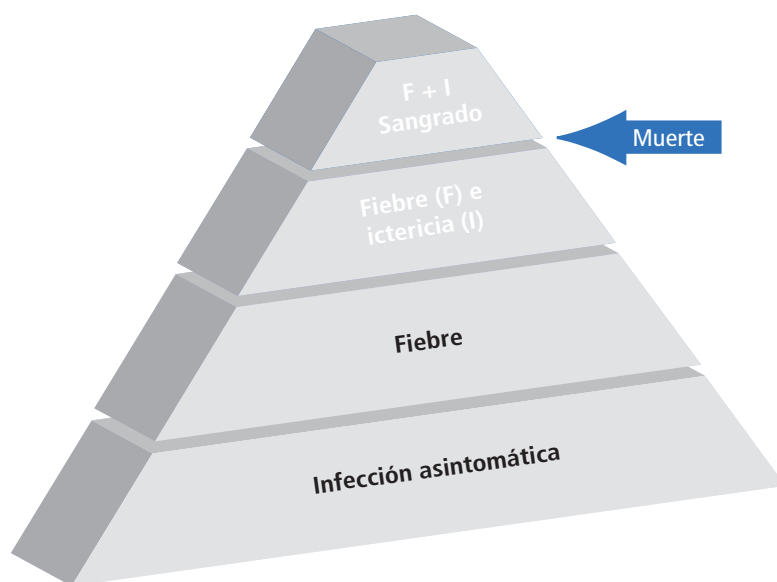 F + I
Sangrado
Muerte
Fiebre (F) e
ictericia (I)
Fiebre
Infección asintomática